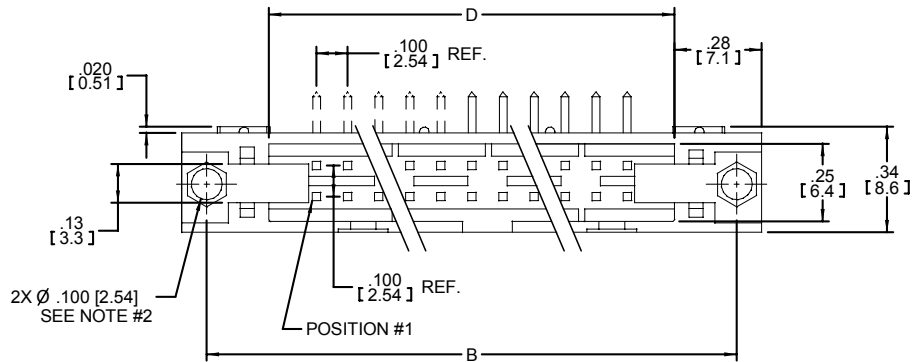 D
.100
[2.54] REF.
.28
[7.1]
.020
[0.51]
.13
[3.3]
.25
[6.4]
.34
[8.6]
.100
[2.54] REF.
2X Ø .100 [2.54]
SEE NOTE #2
POSITION #1
B